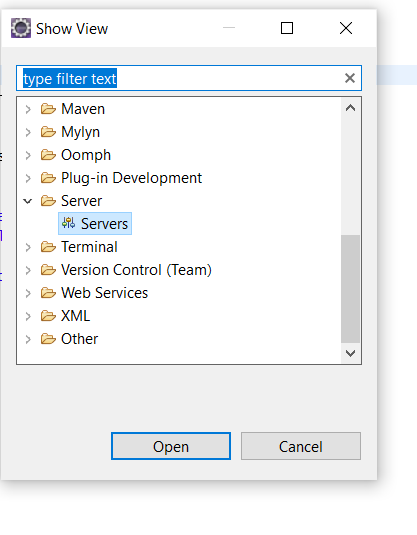 Show View
type filter text
Maven
Mylyn
Oomph
Plug-in Development
Server
Servers
Terminal
Version Control (Team)
Web Services
XML
Other
Open
Cancel